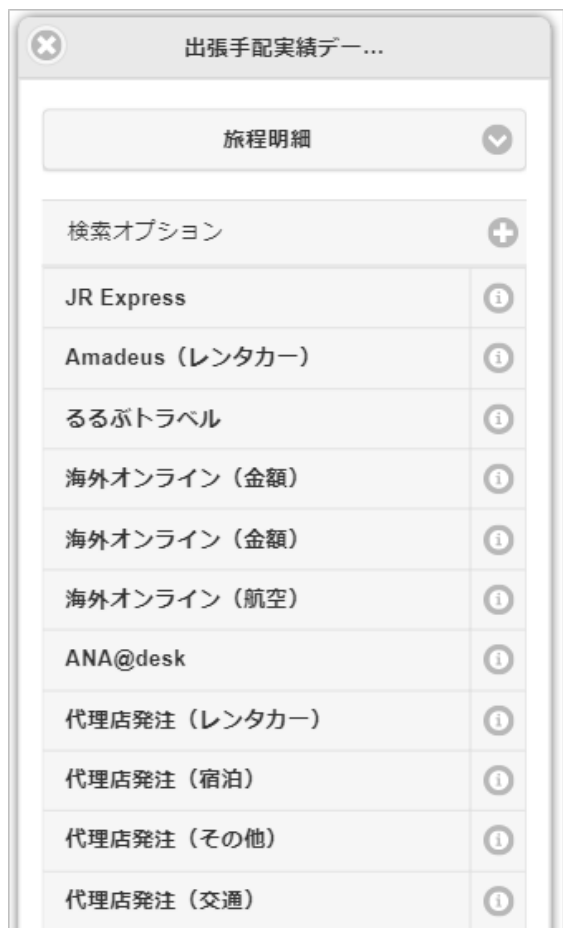 出張手配実績デー...
旅程明細
検索オプション
JR Express
Amadeus（レンタカー）
るるぶトラベル
海外オンライン（金額）
海外オンライン（金額）
海外オンライン（航空）
ANA@desk
代理店発注（レンタカー）
代理店発注（宿泊）
代理店発注（その他）
代理店発注（交通）